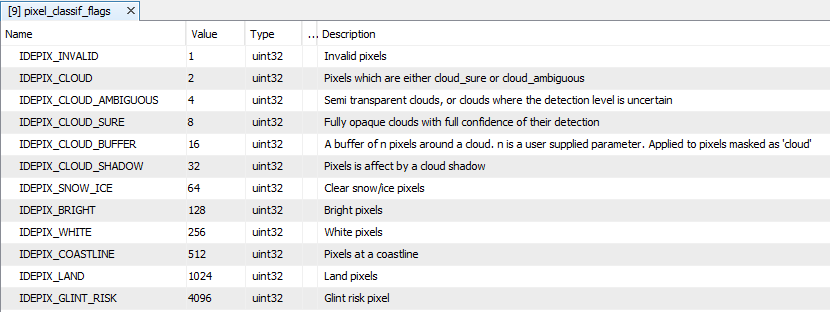 [9] pixel_classif_flags
Name Value Type ... Description
IDEPIX_INVALID 1 uint32 Invalid pixels
IDEPIX_CLOUD 2 uint32 Pixels which are either cloud_sure or cloud_ambiguous
IDEPIX_CLOUD_AMBIGUOUS 4 uint32 Semi transparent clouds, or clouds where the detection level is uncertain
IDEPIX_CLOUD_SURE 8 uint32 Fully opaque clouds with full confidence of their detection
IDEPIX_CLOUD_BUFFER 16 uint32 A buffer of n pixels around a cloud. n is a user supplied parameter. Applied to pixels masked as 'cloud'
IDEPIX_CLOUD_SHADOW 32 uint32 Pixels is affect by a cloud shadow
IDEPIX_SNOW_ICE 64 uint32 Clear snow/ice pixels
IDEPIX_BRIGHT 128 uint32 Bright pixels
IDEPIX_WHITE 256 uint32 White pixels
IDEPIX_COASTLINE 512 uint32 Pixels at a coastline
IDEPIX_LAND 1024 uint32 Land pixels
IDEPIX_GLINT_RISK 4096 uint32 Glint risk pixel